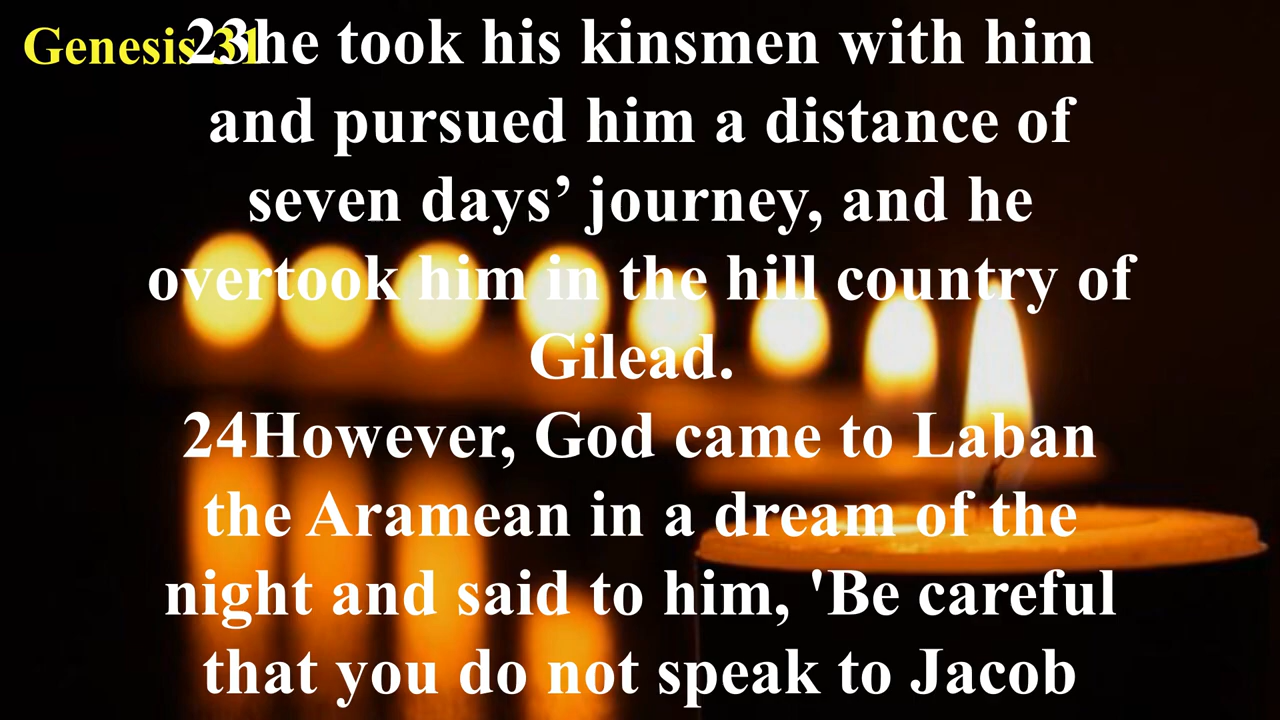 Genesis 31
23he took his kinsmen with him
and pursued him a distance of
seven days’ journey, and he
overtook him in the hill country of
Gilead.
24However, God came to Laban
the Aramean in a dream of the
night and said to him, 'Be careful
that you do not speak to Jacob